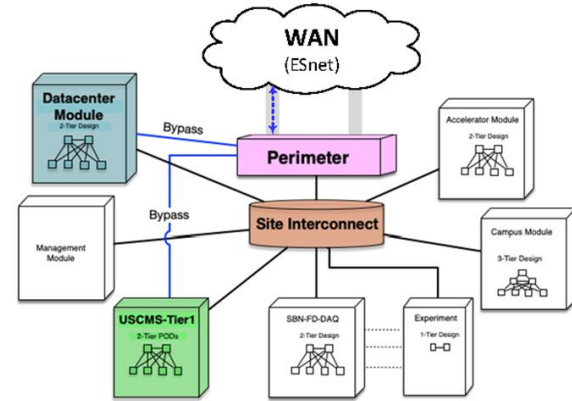 WAN
(ESnet)
Datacenter
Module
2-Tier Design
Bypass
Perimeter
Accelerator Module
2-Tier Design
Bypass
Site Interconnect
Management
Module
Campus Module
3-Tier Design
USCMS-Tier1
2-Tier PODs
SBN-FD-DAQ
2-Tier Design
Experiment
1-Tier Design